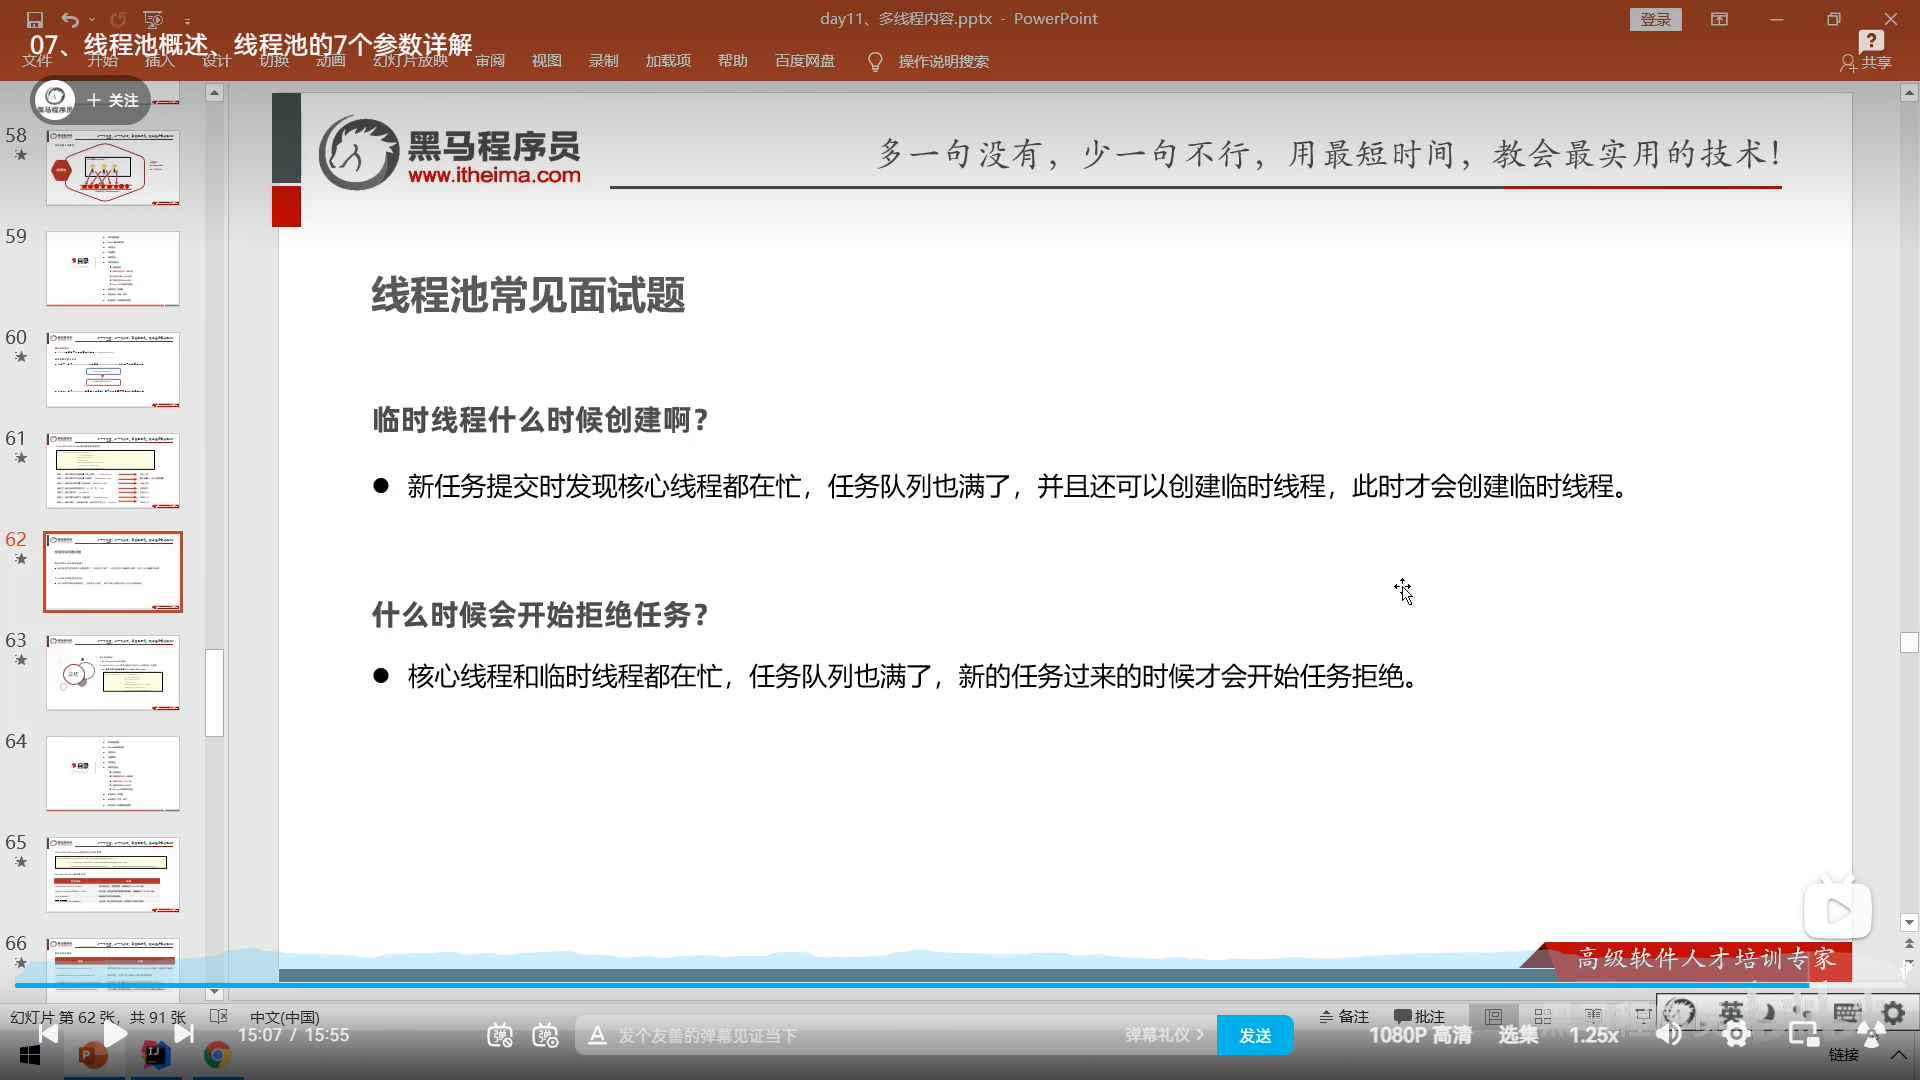 day11、多线程内容.pptx - PowerPoint
登录
07、线程池概述、线程池的7个参数详解
文件 开始 插入 设计 切换 动画 幻灯片放映 审阅 视图 录制 加载项 帮助 百度网盘 操作说明搜索
共享
+ 关注
58
59
目录
60
61
62
63
64
目录
65
66
黑马程序员
www.itheima.com
多一句没有，少一句不行，用最短时间，教会最实用的技术！
线程池常见面试题
临时线程什么时候创建啊？
● 新任务提交时发现核心线程都在忙，任务队列也满了，并且还可以创建临时线程，此时才会创建临时线程。
什么时候会开始拒绝任务？
● 核心线程和临时线程都在忙，任务队列也满了，新的任务过来的时候才会开始任务拒绝。
高级软件人才培训专家
幻灯片 第 62 张，共 91 张 中文(中国)
备注 批注
英
15:07 / 15:55
发个友善的弹幕见证当下
弹幕礼仪 >
发送
1080P 高清 选集 1.25x
链接